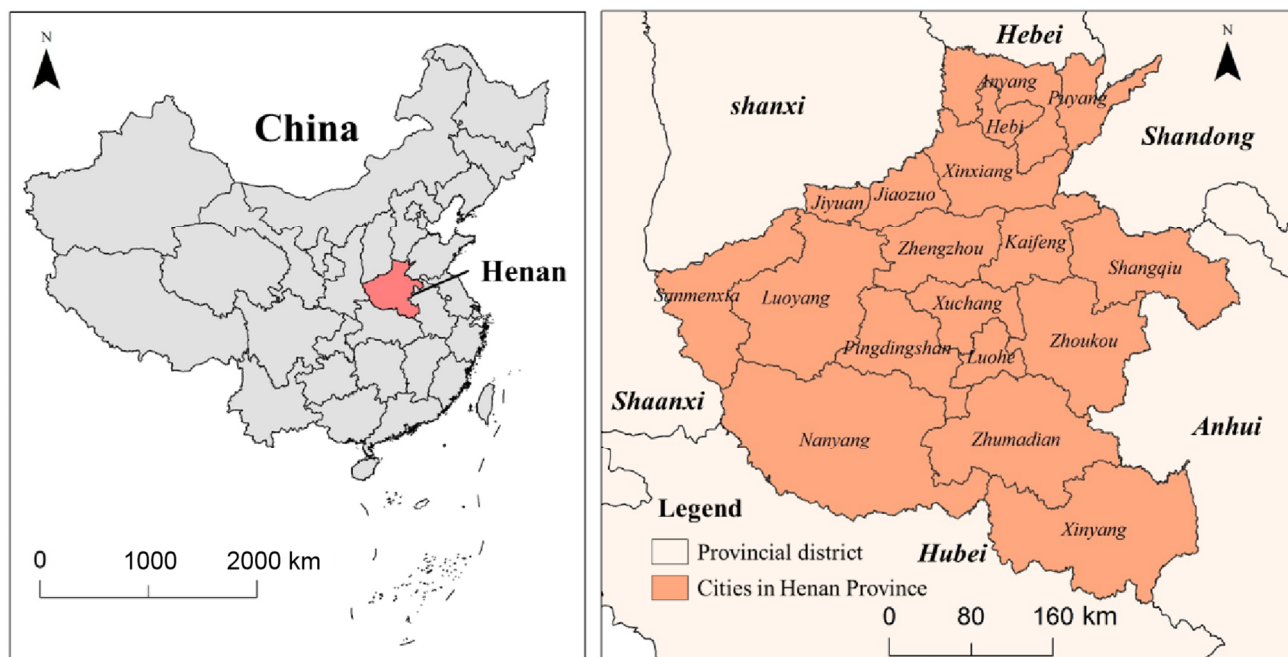 N
China
Henan
0 1000 2000 km
N
Hebei
shanxi
Anyang
Puyang
Hebi
Shandong
Xinxiang
Jiyuan
Jiaozuo
Zhengzhou
Kaifeng
Shangqiu
Sanmenxia
Luoyang
Xuchang
Pingdingshan
Luohe
Zhoukou
Shaanxi
Nanyang
Zhumadian
Anhui
Legend
Xinyang
Provincial district
Hubei
Cities in Henan Province
0 80 160 km